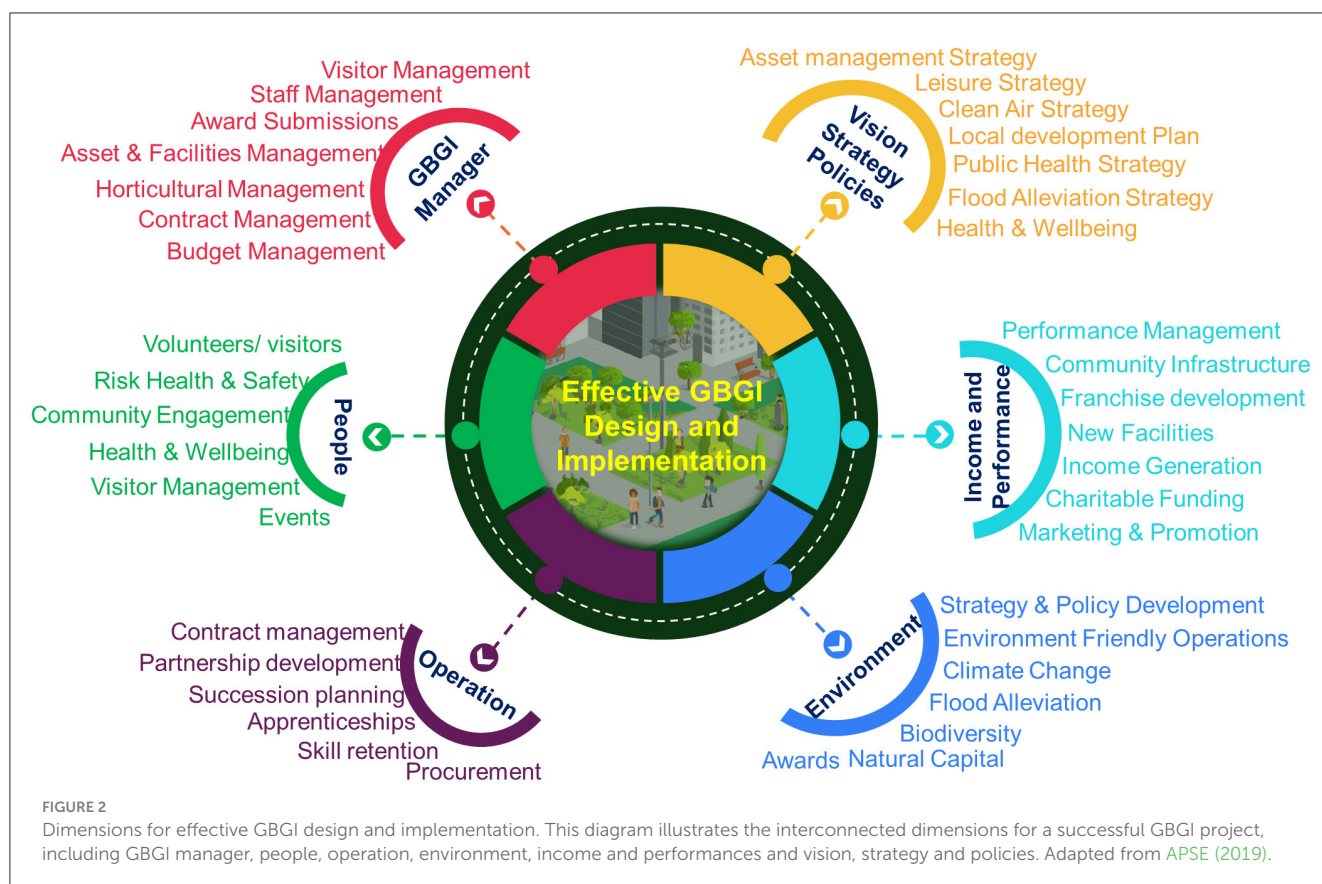 Visitor Management
Staff Management
Award Submissions
Asset & Facilities Management
Horticultural Management
Contract Management
Budget Management
GBGI
Manager
Asset management Strategy
Leisure Strategy
Clean Air Strategy
Local development Plan
Public Health Strategy
Flood Alleviation Strategy
Health & Wellbeing
Vision
Strategy
Policies
Volunteers/ visitors
Risk Health & Safety
Community Engagement
Health & Wellbeing
Visitor Management
Events
People
Effective GBGI
Design and
Implementation
Performance Management
Community Infrastructure
Franchise development
New Facilities
Income Generation
Charitable Funding
Marketing & Promotion
Income and
Performance
Contract management
Partnership development
Succession planning
Apprenticeships
Skill retention
Procurement
Operation
Strategy & Policy Development
Environment Friendly Operations
Climate Change
Flood Alleviation
Biodiversity
Awards Natural Capital
Environment
FIGURE 2
Dimensions for effective GBGI design and implementation. This diagram illustrates the interconnected dimensions for a successful GBGI project,
including GBGI manager, people, operation, environment, income and performances and vision, strategy and policies. Adapted from APSE (2019).